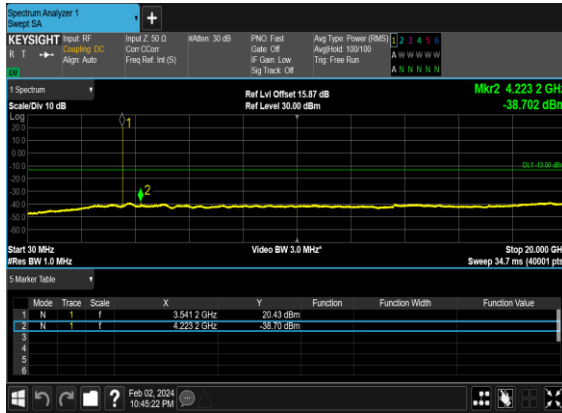 Spectrum Analyzer 1
Swept SA
KEYSIGHT
R T
LXI
Input: RF
Coupling: DC
Align: Auto
Input Z: 50 Ω
Corr CCorr
Freq Ref: Int (S)
#Atten: 30 dB
PNO: Fast
Gate: Off
IF Gain: Low
Sig Track: Off
Avg Type: Power (RMS)
Avg|Hold: 100/100
Trig: Free Run
1 2 3 4 5 6
A W W W W W
A N N N N N
1 Spectrum
Scale/Div 10 dB
Ref Lvl Offset 15.87 dB
Ref Level 30.00 dBm
Mkr2 4.223 2 GHz
-38.702 dBm
Log
20.0
10.0
0.00
-10.0
-20.0
-30.0
-40.0
-50.0
-60.0
1
2
DL1 -13.00 dB
Start 30 MHz
#Res BW 1.0 MHz
Video BW 3.0 MHz*
Stop 20.000 GH
Sweep 34.7 ms (40001 pts
5 Marker Table
Mode Trace Scale X Y Function Function Width Function Value
1 N 1 f 3.541 2 GHz 20.43 dBm
2 N 1 f 4.223 2 GHz -38.70 dBm
3
4
5
6
?
Feb 02, 2024
10:45:22 PM